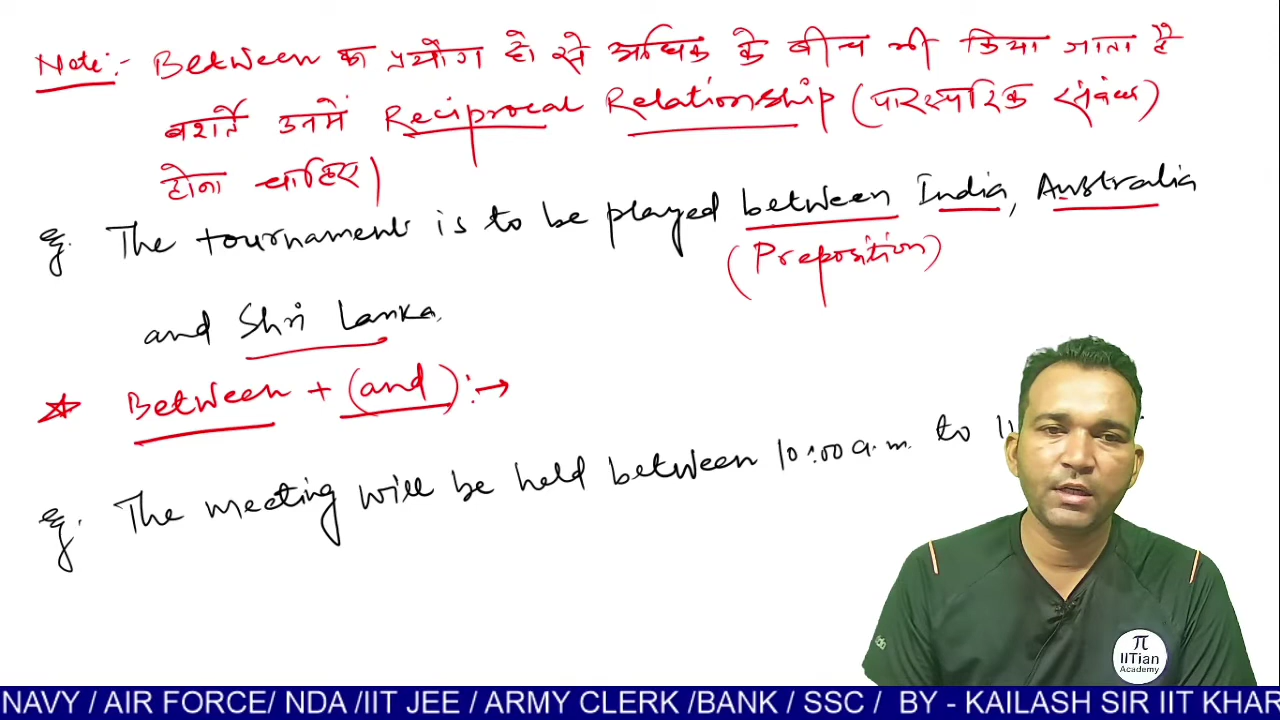 Note:- Between का प्रयोग दो से अधिक के बीच भी किया जाता है
बशर्ते उनमें Reciprocal Relationship (पारस्परिक संबंध)
होना चाहिए।
Eg. The tournament is to be played between India, Australia
(Preposition)
and Shri Lanka.
Between + (and) :→
Eg. The meeting will be held between 10:00 a.m. to 11
π
IITian
Academy
NAVY / AIR FORCE/ NDA /IIT JEE / ARMY CLERK /BANK / SSC / BY - KAILASH SIR IIT KHAR